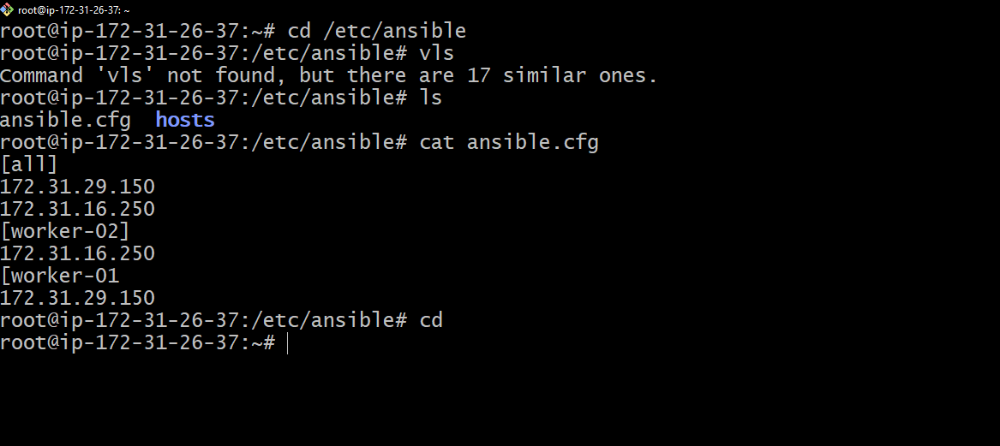 root@ip-172-31-26-37: ~
root@ip-172-31-26-37:~# cd /etc/ansible
root@ip-172-31-26-37:/etc/ansible# vls
Command 'vls' not found, but there are 17 similar ones.
root@ip-172-31-26-37:/etc/ansible# ls
ansible.cfg  hosts
root@ip-172-31-26-37:/etc/ansible# cat ansible.cfg
[all]
172.31.29.150
172.31.16.250
[worker-02]
172.31.16.250
[worker-01
172.31.29.150
root@ip-172-31-26-37:/etc/ansible# cd
root@ip-172-31-26-37:~#